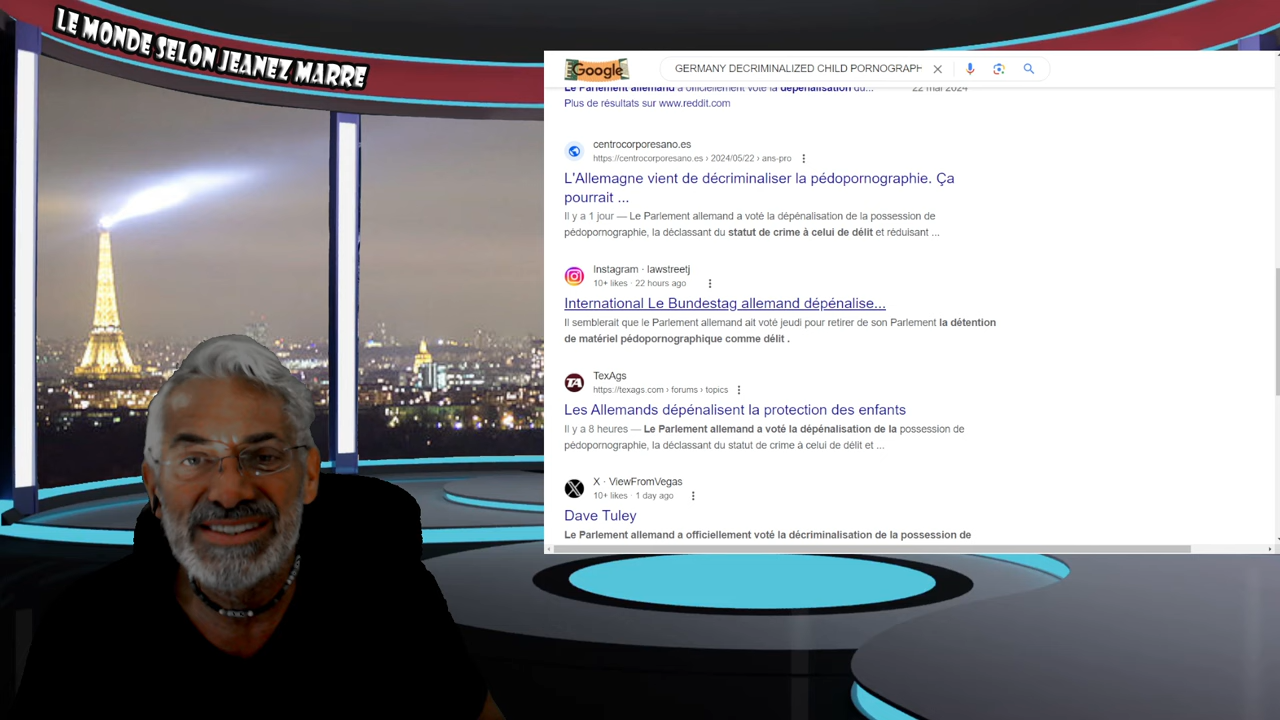 LE MONDE SELON JEANEZ MARRE
Google
GERMANY DECRIMINALIZED CHILD PORNOGRAPH
Le Parlement allemand a officiellement voté la dépénalisation du... 22 mai 2024
Plus de résultats sur www.reddit.com
centrocorporesano.es
https://centrocorporesano.es › 2024/05/22 › ans-pro
L'Allemagne vient de décriminaliser la pédopornographie. Ça
pourrait ...
Il y a 1 jour — Le Parlement allemand a voté la dépénalisation de la possession de
pédopornographie, la déclassant du statut de crime à celui de délit et réduisant ...
Instagram · lawstreetj
10+ likes · 22 hours ago
International Le Bundestag allemand dépénalise...
Il semblerait que le Parlement allemand ait voté jeudi pour retirer de son Parlement la détention
de matériel pédopornographique comme délit .
TexAgs
https://texags.com › forums › topics
Les Allemands dépénalisent la protection des enfants
Il y a 8 heures — Le Parlement allemand a voté la dépénalisation de la possession de
pédopornographie, la déclassant du statut de crime à celui de délit et ...
X · ViewFromVegas
10+ likes · 1 day ago
Dave Tuley
Le Parlement allemand a officiellement voté la décriminalisation de la possession de